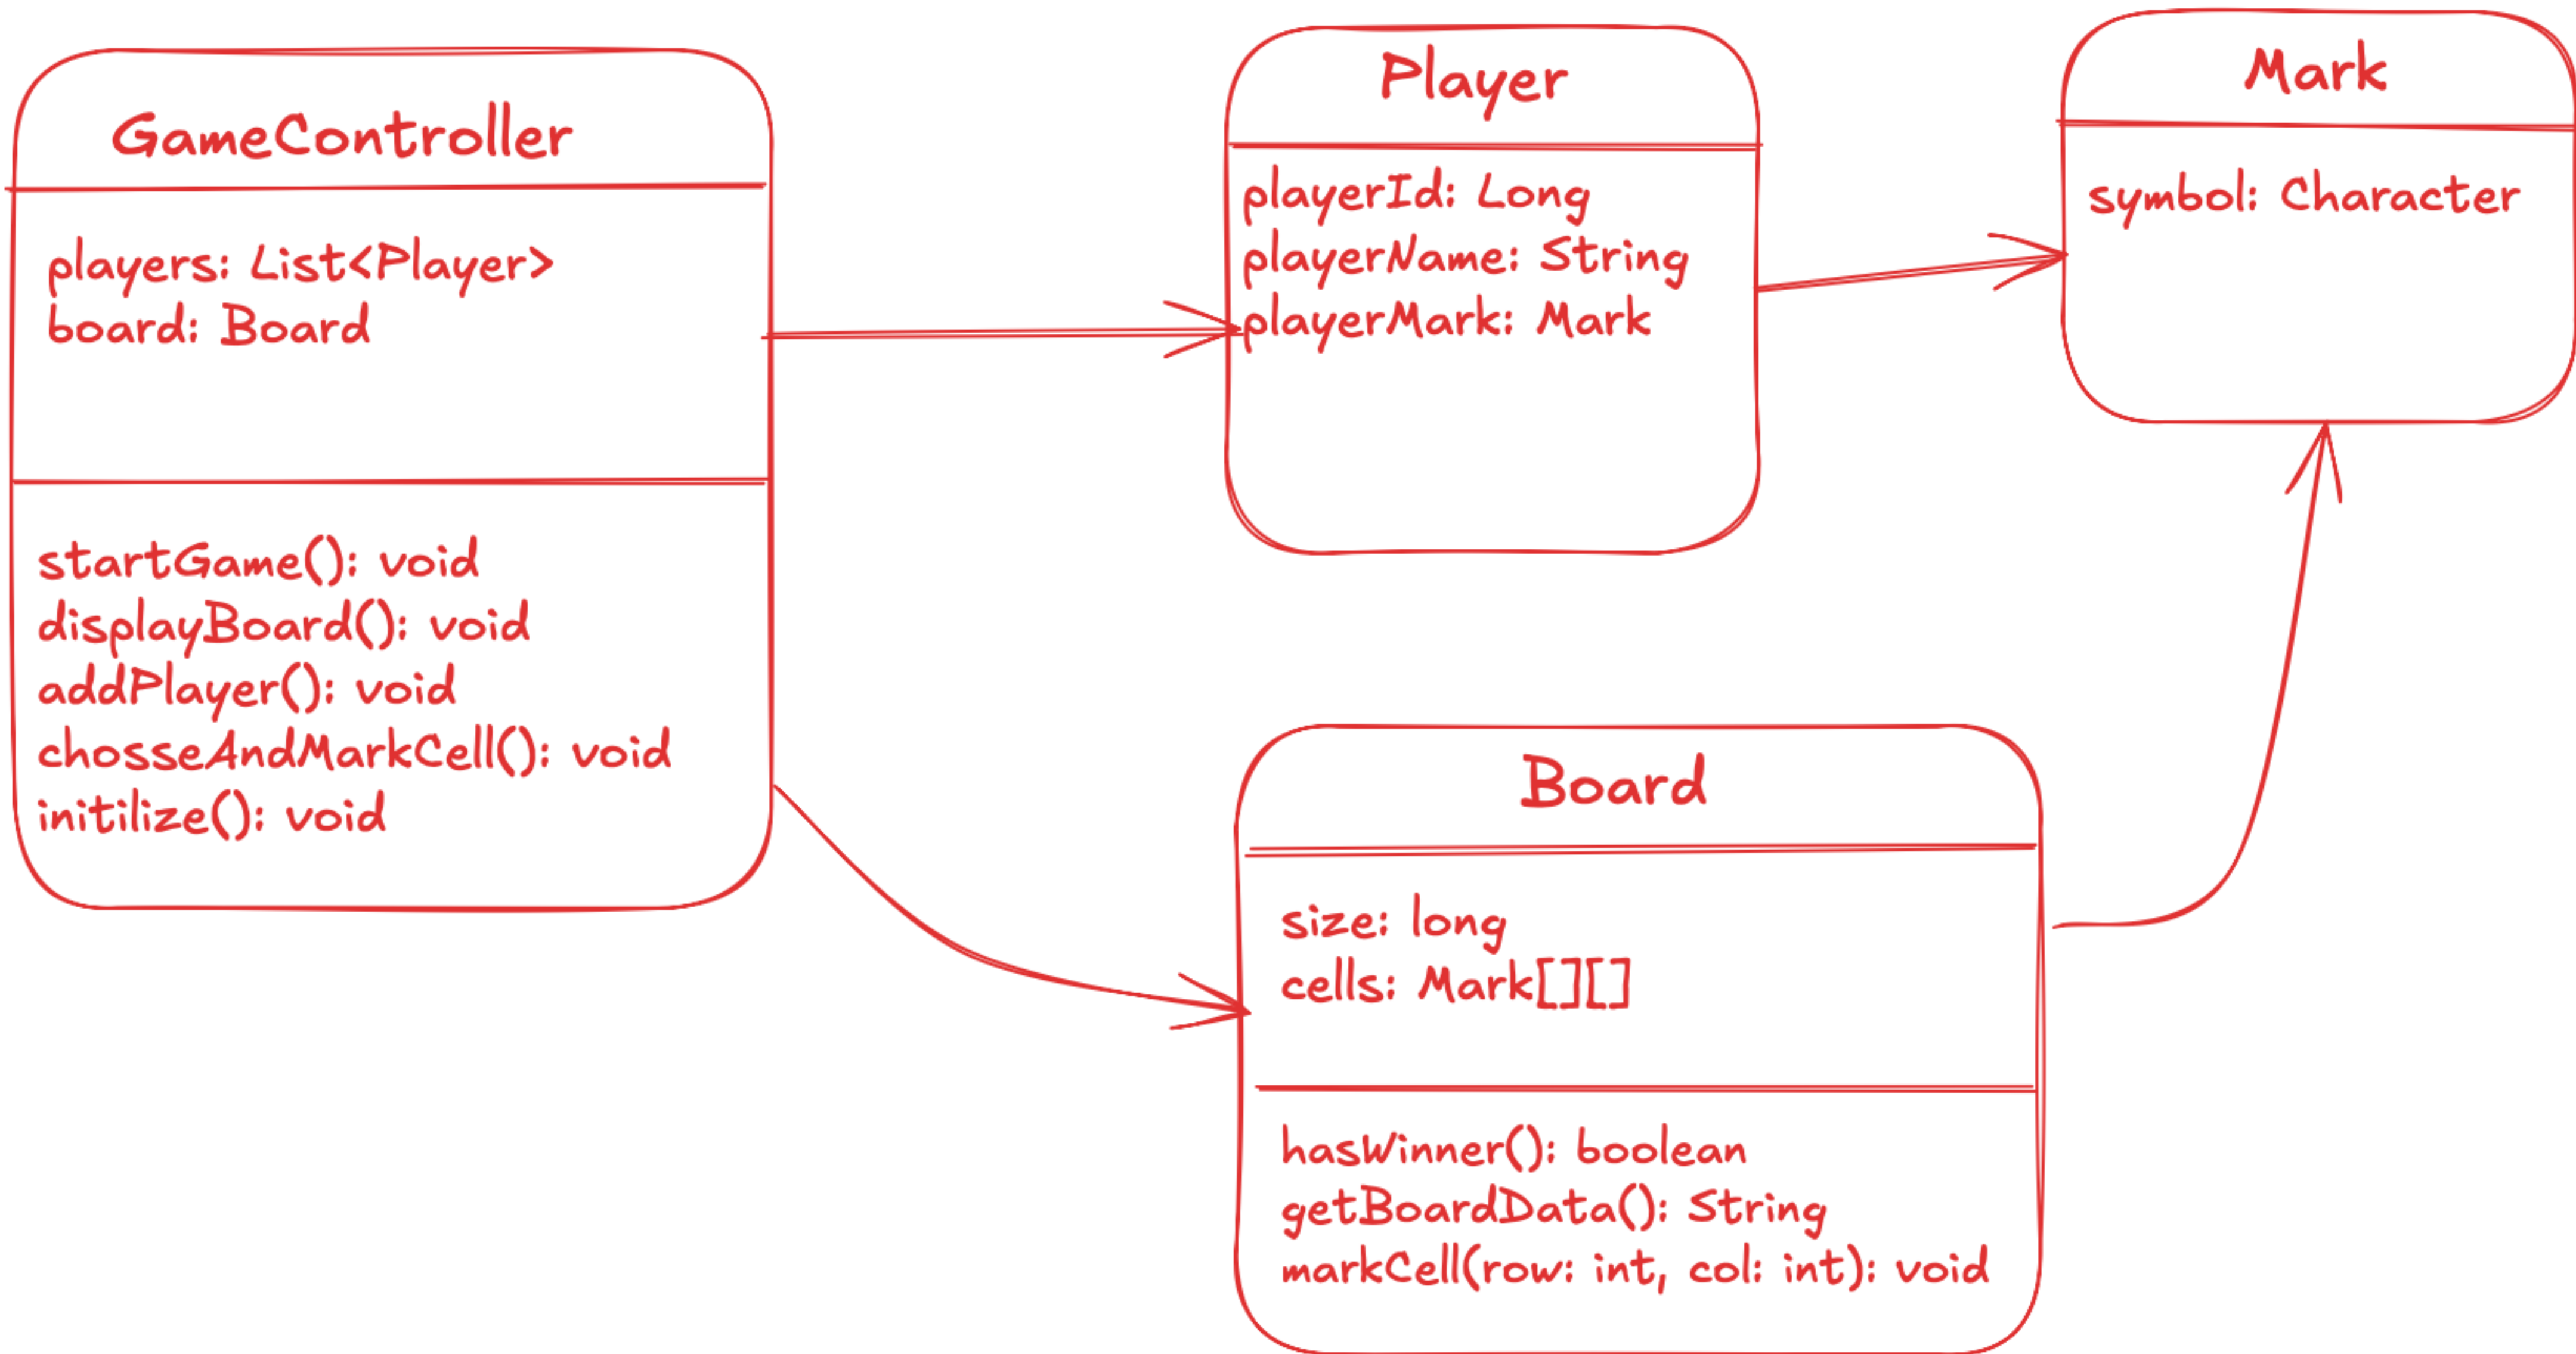 GameController
players: List<Player>
board: Board
startGame(): void
displayBoard(): void
addPlayer(): void
chosseAndMarkCell(): void
initilize(): void
Player
playerId: Long
playerName: String
playerMark: Mark
Mark
symbol: Character
Board
size: long
cells: Mark[][]
hasWinner(): boolean
getBoardData(): String
markCell(row: int, col: int): void